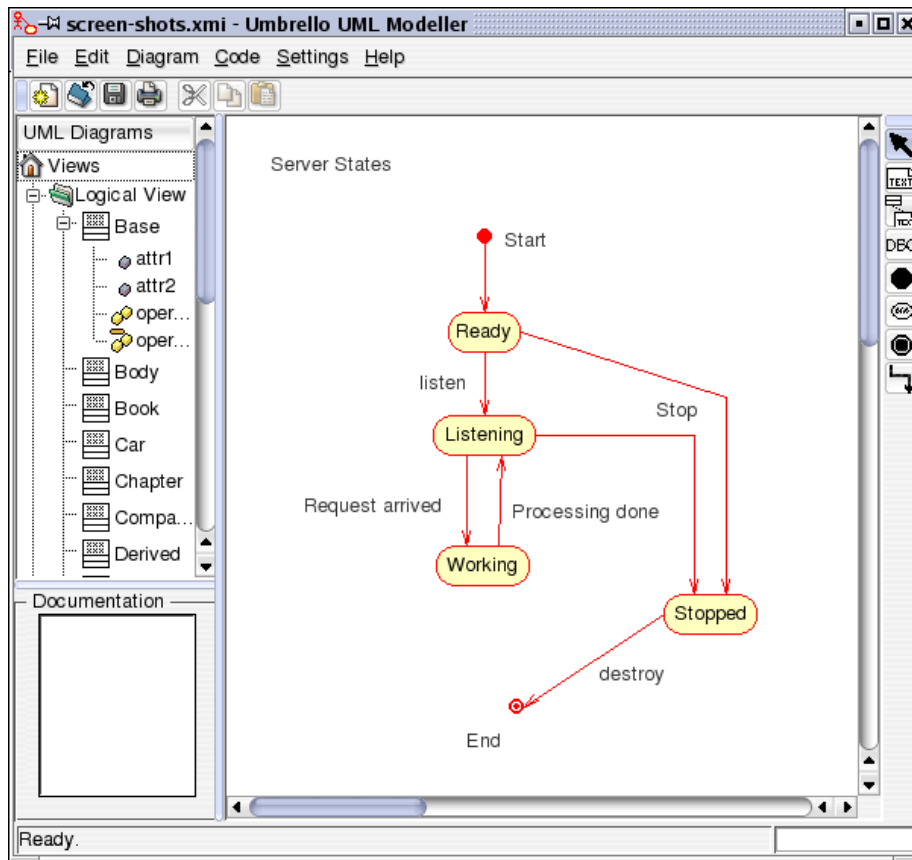 screen-shots.xmi - Umbrello UML Modeller
File Edit Diagram Code Settings Help
UML Diagrams
Views
Logical View
Base
attr1
attr2
oper...
oper...
Body
Book
Car
Chapter
Compa...
Derived
Documentation
Server States
Start
Ready
listen
Stop
Listening
Request arrived
Processing done
Working
Stopped
destroy
End
TEXT
Ready.